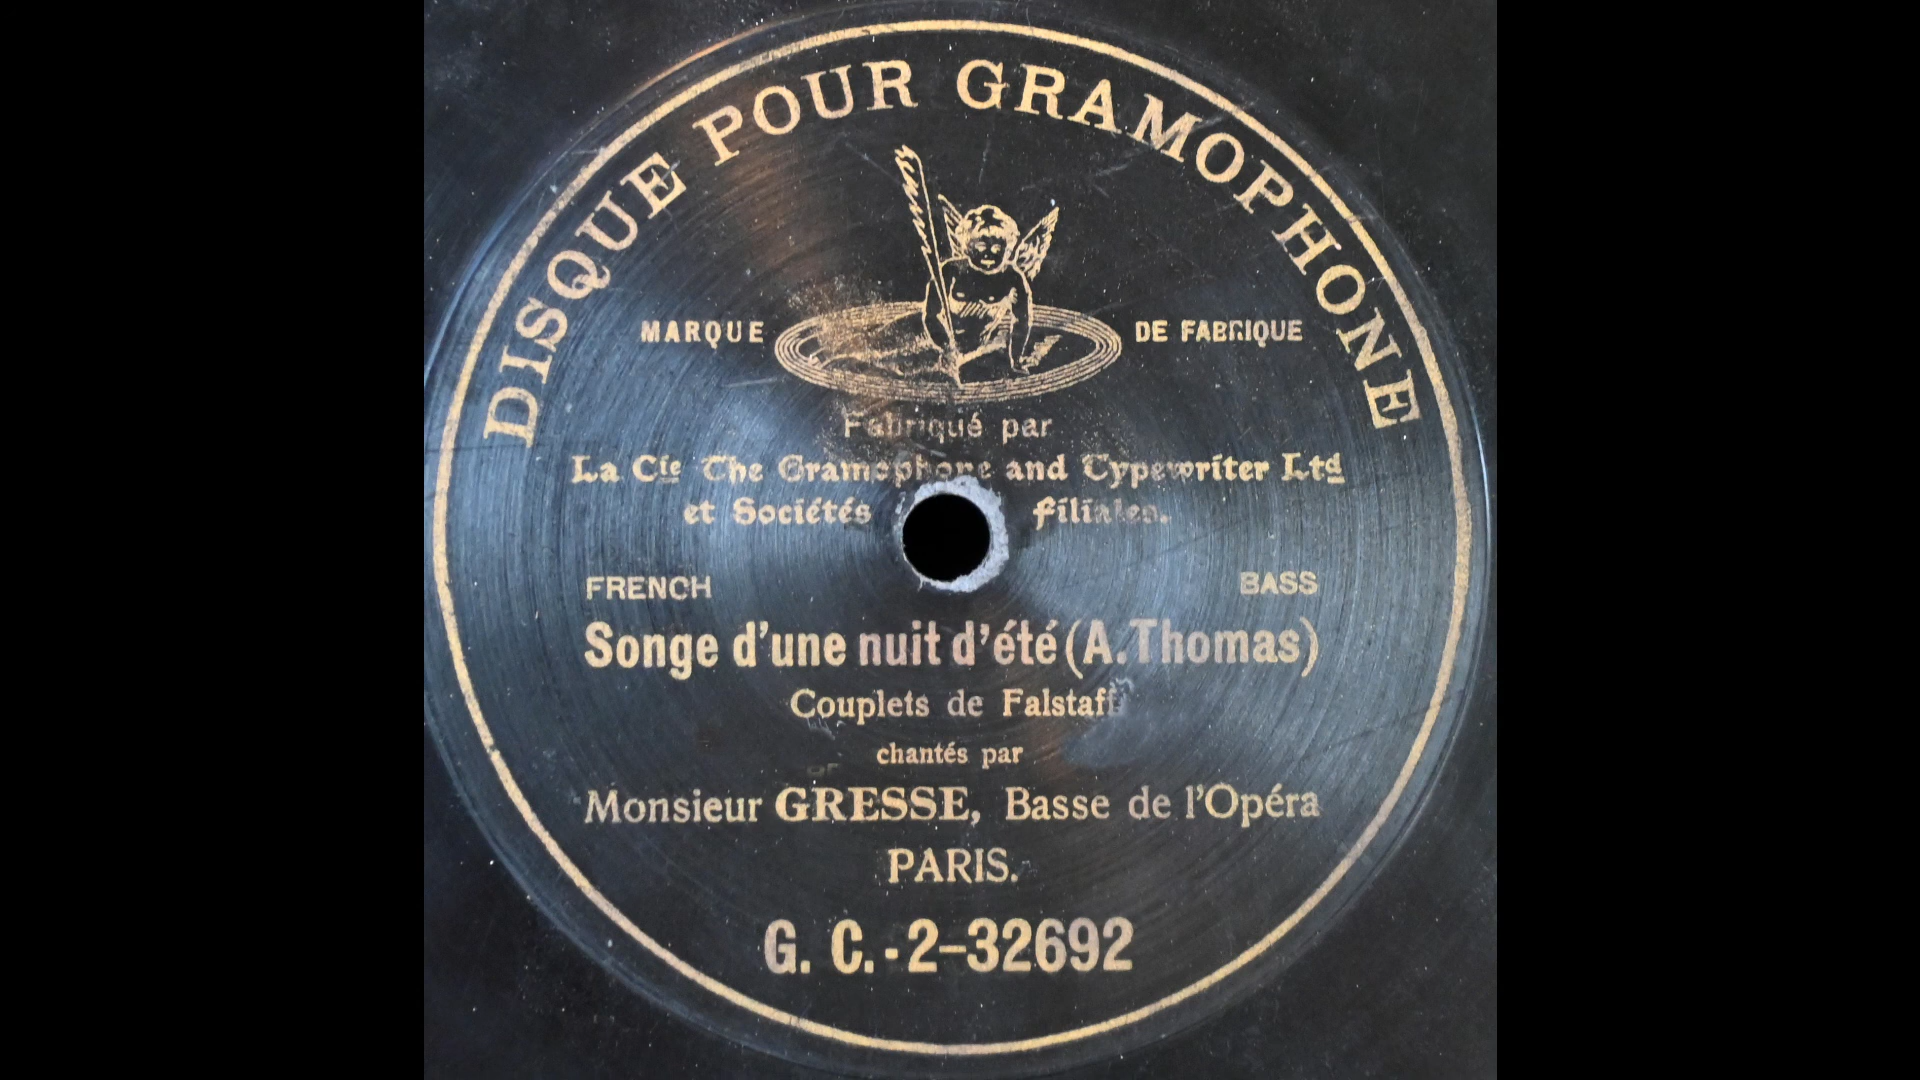 DISQUE POUR GRAMOPHONE
MARQUE DE FABRIQUE
Fabriqué par
La Cie The Gramophone and Typewriter Ltd
et Sociétés filiales.
FRENCH BASS
Songe d'une nuit d'été (A. Thomas)
Couplets de Falstaff
chantés par
Monsieur GRESSE, Basse de l'Opéra
PARIS.
G. C.-2-32692